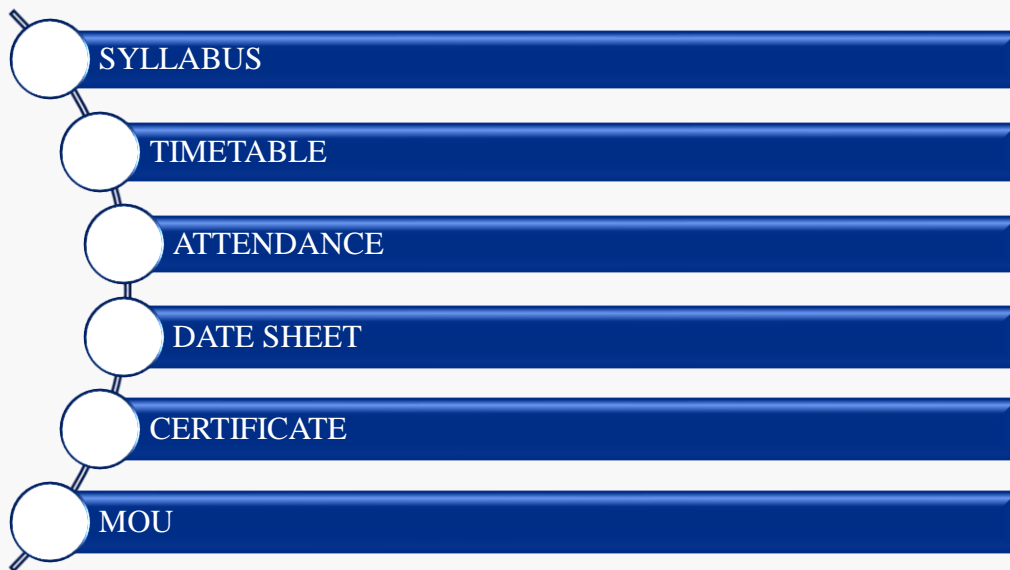 SYLLABUS
TIMETABLE
ATTENDANCE
DATE SHEET
CERTIFICATE
MOU